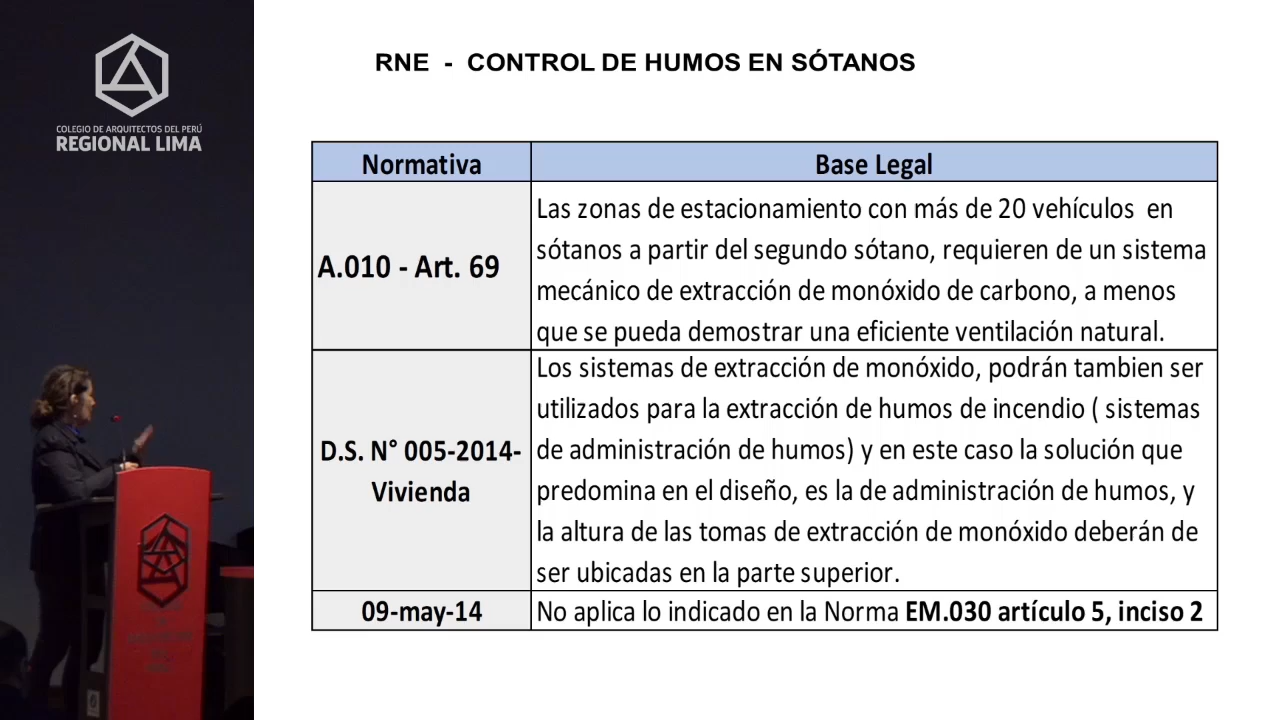 COLEGIO DE ARQUITECTOS DEL PERÚ
REGIONAL LIMA
RNE - CONTROL DE HUMOS EN SÓTANOS
Normativa
Base Legal
A.010 - Art. 69
Las zonas de estacionamiento con más de 20 vehículos en
sótanos a partir del segundo sótano, requieren de un sistema
mecánico de extracción de monóxido de carbono, a menos
que se pueda demostrar una eficiente ventilación natural.
D.S. N° 005-2014-
Vivienda
Los sistemas de extracción de monóxido, podrán tambien ser
utilizados para la extracción de humos de incendio ( sistemas
de administración de humos) y en este caso la solución que
predomina en el diseño, es la de administración de humos, y
la altura de las tomas de extracción de monóxido deberán de
ser ubicadas en la parte superior.
09-may-14
No aplica lo indicado en la Norma EM.030 artículo 5, inciso 2